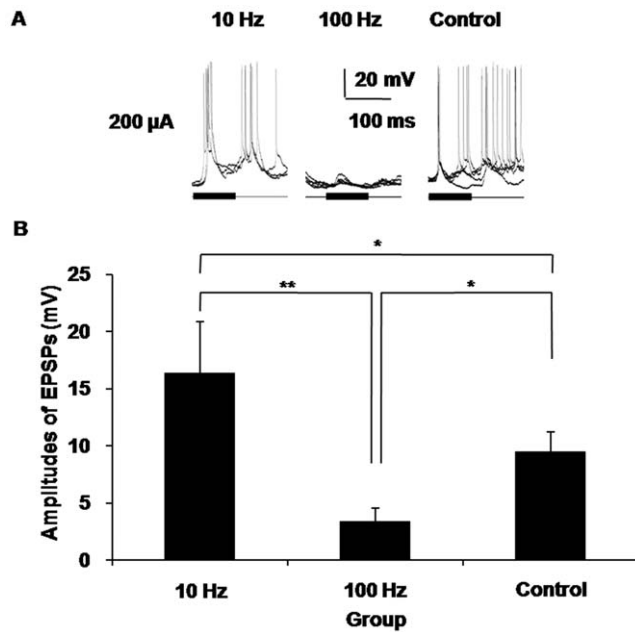 A
10 Hz 100 Hz Control
20 mV
200 µA 100 ms
B
*
** *
25
20
15
10
5
0
Amplitudes of EPSPs (mV)
10 Hz 100 Hz Control
Group